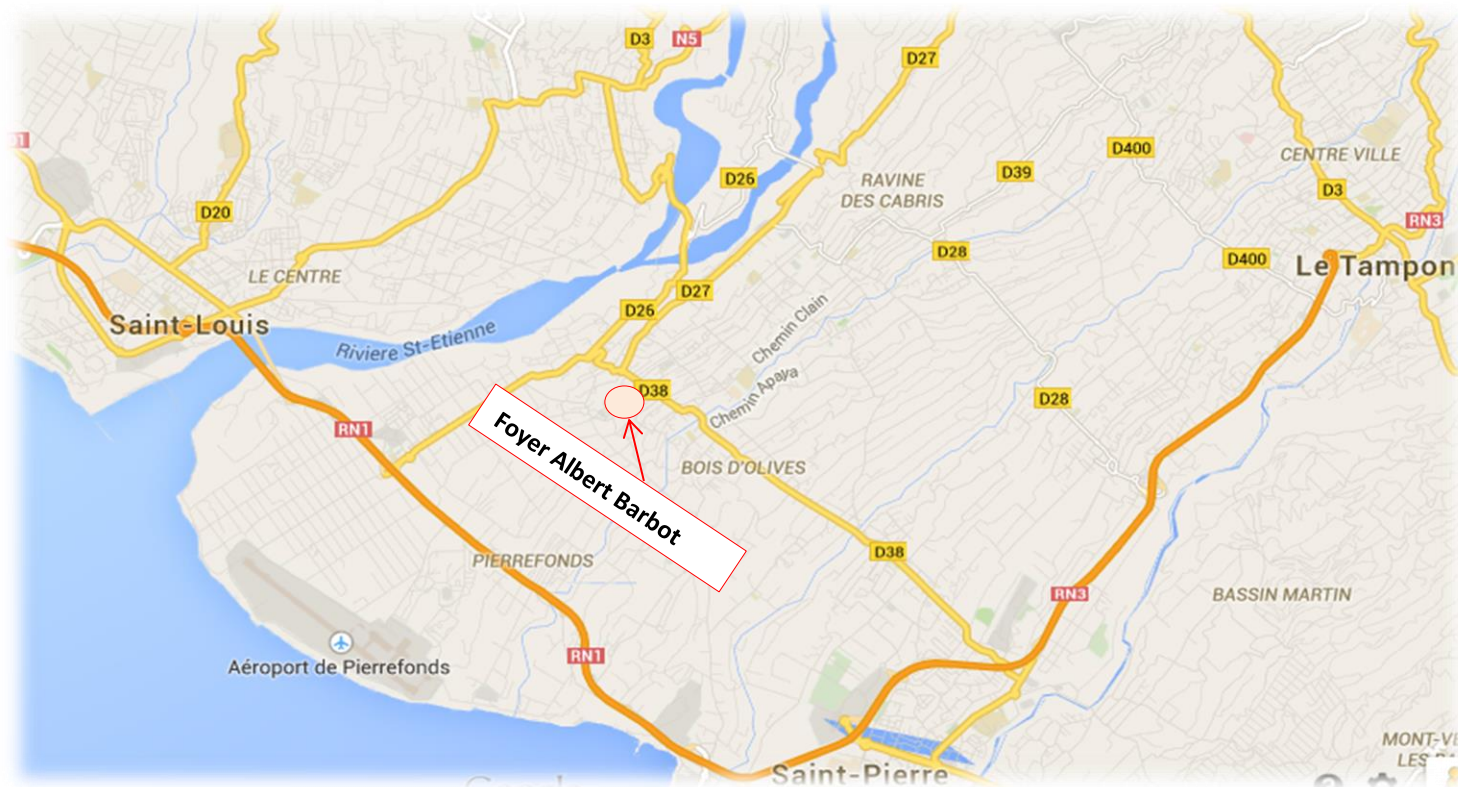 D3
N5
D27
D400
CENTRE VILLE
D26
D39
RAVINE
DES CABRIS
D3
D20
RN3
D28
D400
Le Tampon
LE CENTRE
D27
D26
Saint-Louis
Riviere St-Etienne
Chemin Clain
D38
Chemin Apaya
D28
RN1
Foyer Albert Barbot
BOIS D'OLIVES
D38
PIERREFONDS
RN3
BASSIN MARTIN
RN1
Aéroport de Pierrefonds
Saint-Pierre